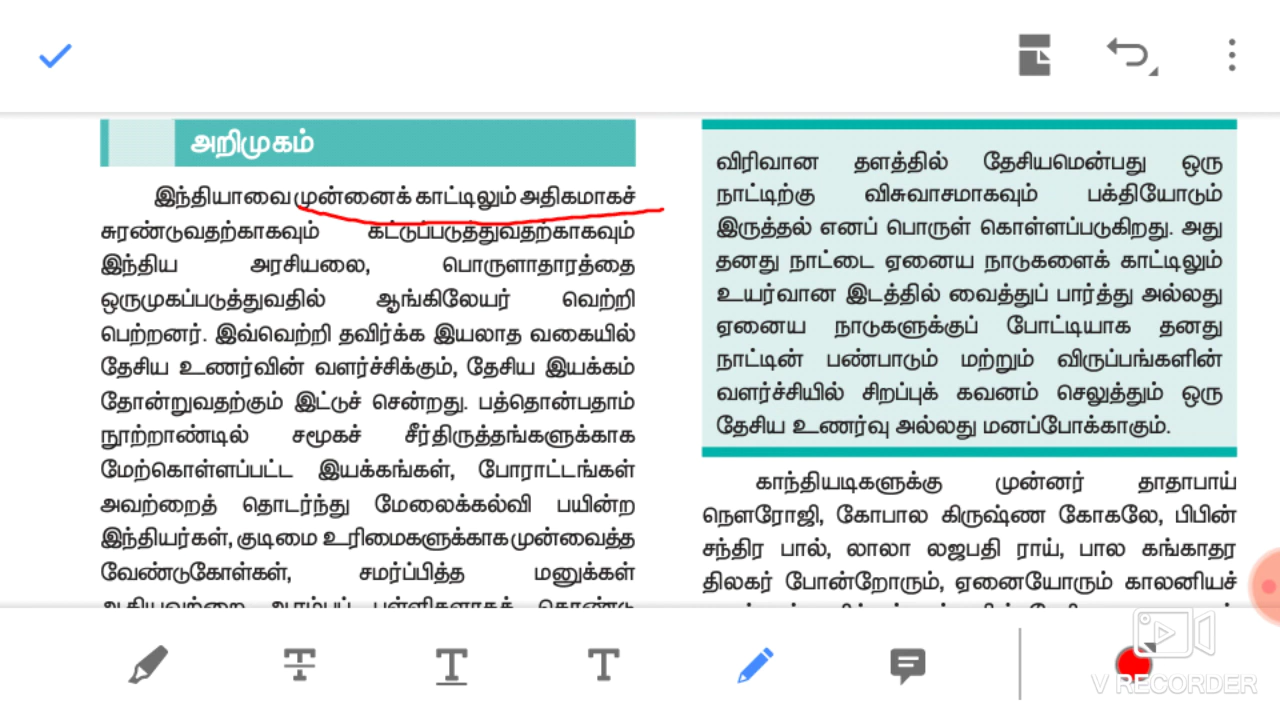 அறிமுகம்
இந்தியாவை முன்னைக் காட்டிலும் அதிகமாகச்
சுரண்டுவதற்காகவும் கட்டுப்படுத்துவதற்காகவும்
இந்திய அரசியலை, பொருளாதாரத்தை
ஒருமுகப்படுத்துவதில் ஆங்கிலேயர் வெற்றி
பெற்றனர். இவ்வெற்றி தவிர்க்க இயலாத வகையில்
தேசிய உணர்வின் வளர்ச்சிக்கும், தேசிய இயக்கம்
தோன்றுவதற்கும் இட்டுச் சென்றது. பத்தொன்பதாம்
நூற்றாண்டில் சமூகச் சீர்திருத்தங்களுக்காக
மேற்கொள்ளப்பட்ட இயக்கங்கள், போராட்டங்கள்
அவற்றைத் தொடர்ந்து மேலைக்கல்வி பயின்ற
இந்தியர்கள், குடிமை உரிமைகளுக்காக முன்வைத்த
வேண்டுகோள்கள், சமர்ப்பித்த மனுக்கள்
விரிவான தளத்தில் தேசியமென்பது ஒரு
நாட்டிற்கு விசுவாசமாகவும் பக்தியோடும்
இருத்தல் எனப் பொருள் கொள்ளப்படுகிறது. அது
தனது நாட்டை ஏனைய நாடுகளைக் காட்டிலும்
உயர்வான இடத்தில் வைத்துப் பார்த்து அல்லது
ஏனைய நாடுகளுக்குப் போட்டியாக தனது
நாட்டின் பண்பாடும் மற்றும் விருப்பங்களின்
வளர்ச்சியில் சிறப்புக் கவனம் செலுத்தும் ஒரு
தேசிய உணர்வு அல்லது மனப்போக்காகும்.
காந்தியடிகளுக்கு முன்னர் தாதாபாய்
நௌரோஜி, கோபால கிருஷ்ண கோகலே, பிபின்
சந்திர பால், லாலா லஜபதி ராய், பால கங்காதர
திலகர் போன்றோரும், ஏனையோரும் காலனியச்
V RECORDER